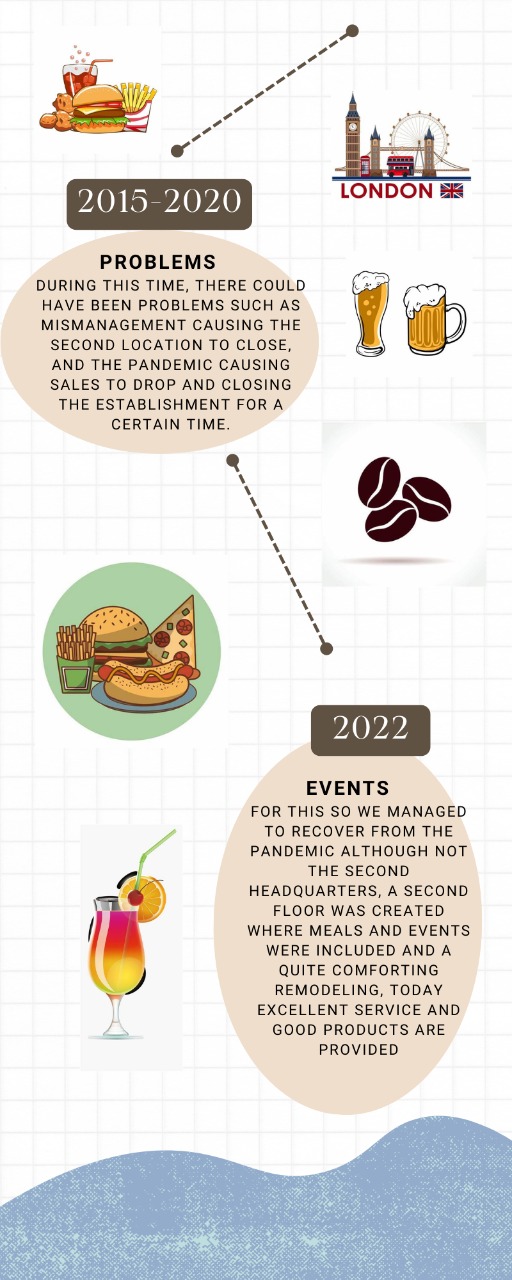 LONDON
2015-2020
PROBLEMS
DURING THIS TIME, THERE COULD
HAVE BEEN PROBLEMS SUCH AS
MISMANAGEMENT CAUSING THE
SECOND LOCATION TO CLOSE,
AND THE PANDEMIC CAUSING
SALES TO DROP AND CLOSING
THE ESTABLISHMENT FOR A
CERTAIN TIME.
2022
EVENTS
FOR THIS SO WE MANAGED
TO RECOVER FROM THE
PANDEMIC ALTHOUGH NOT
THE SECOND
HEADQUARTERS, A SECOND
FLOOR WAS CREATED
WHERE MEALS AND EVENTS
WERE INCLUDED AND A
QUITE COMFORTING
REMODELING, TODAY
EXCELLENT SERVICE AND
GOOD PRODUCTS ARE
PROVIDED